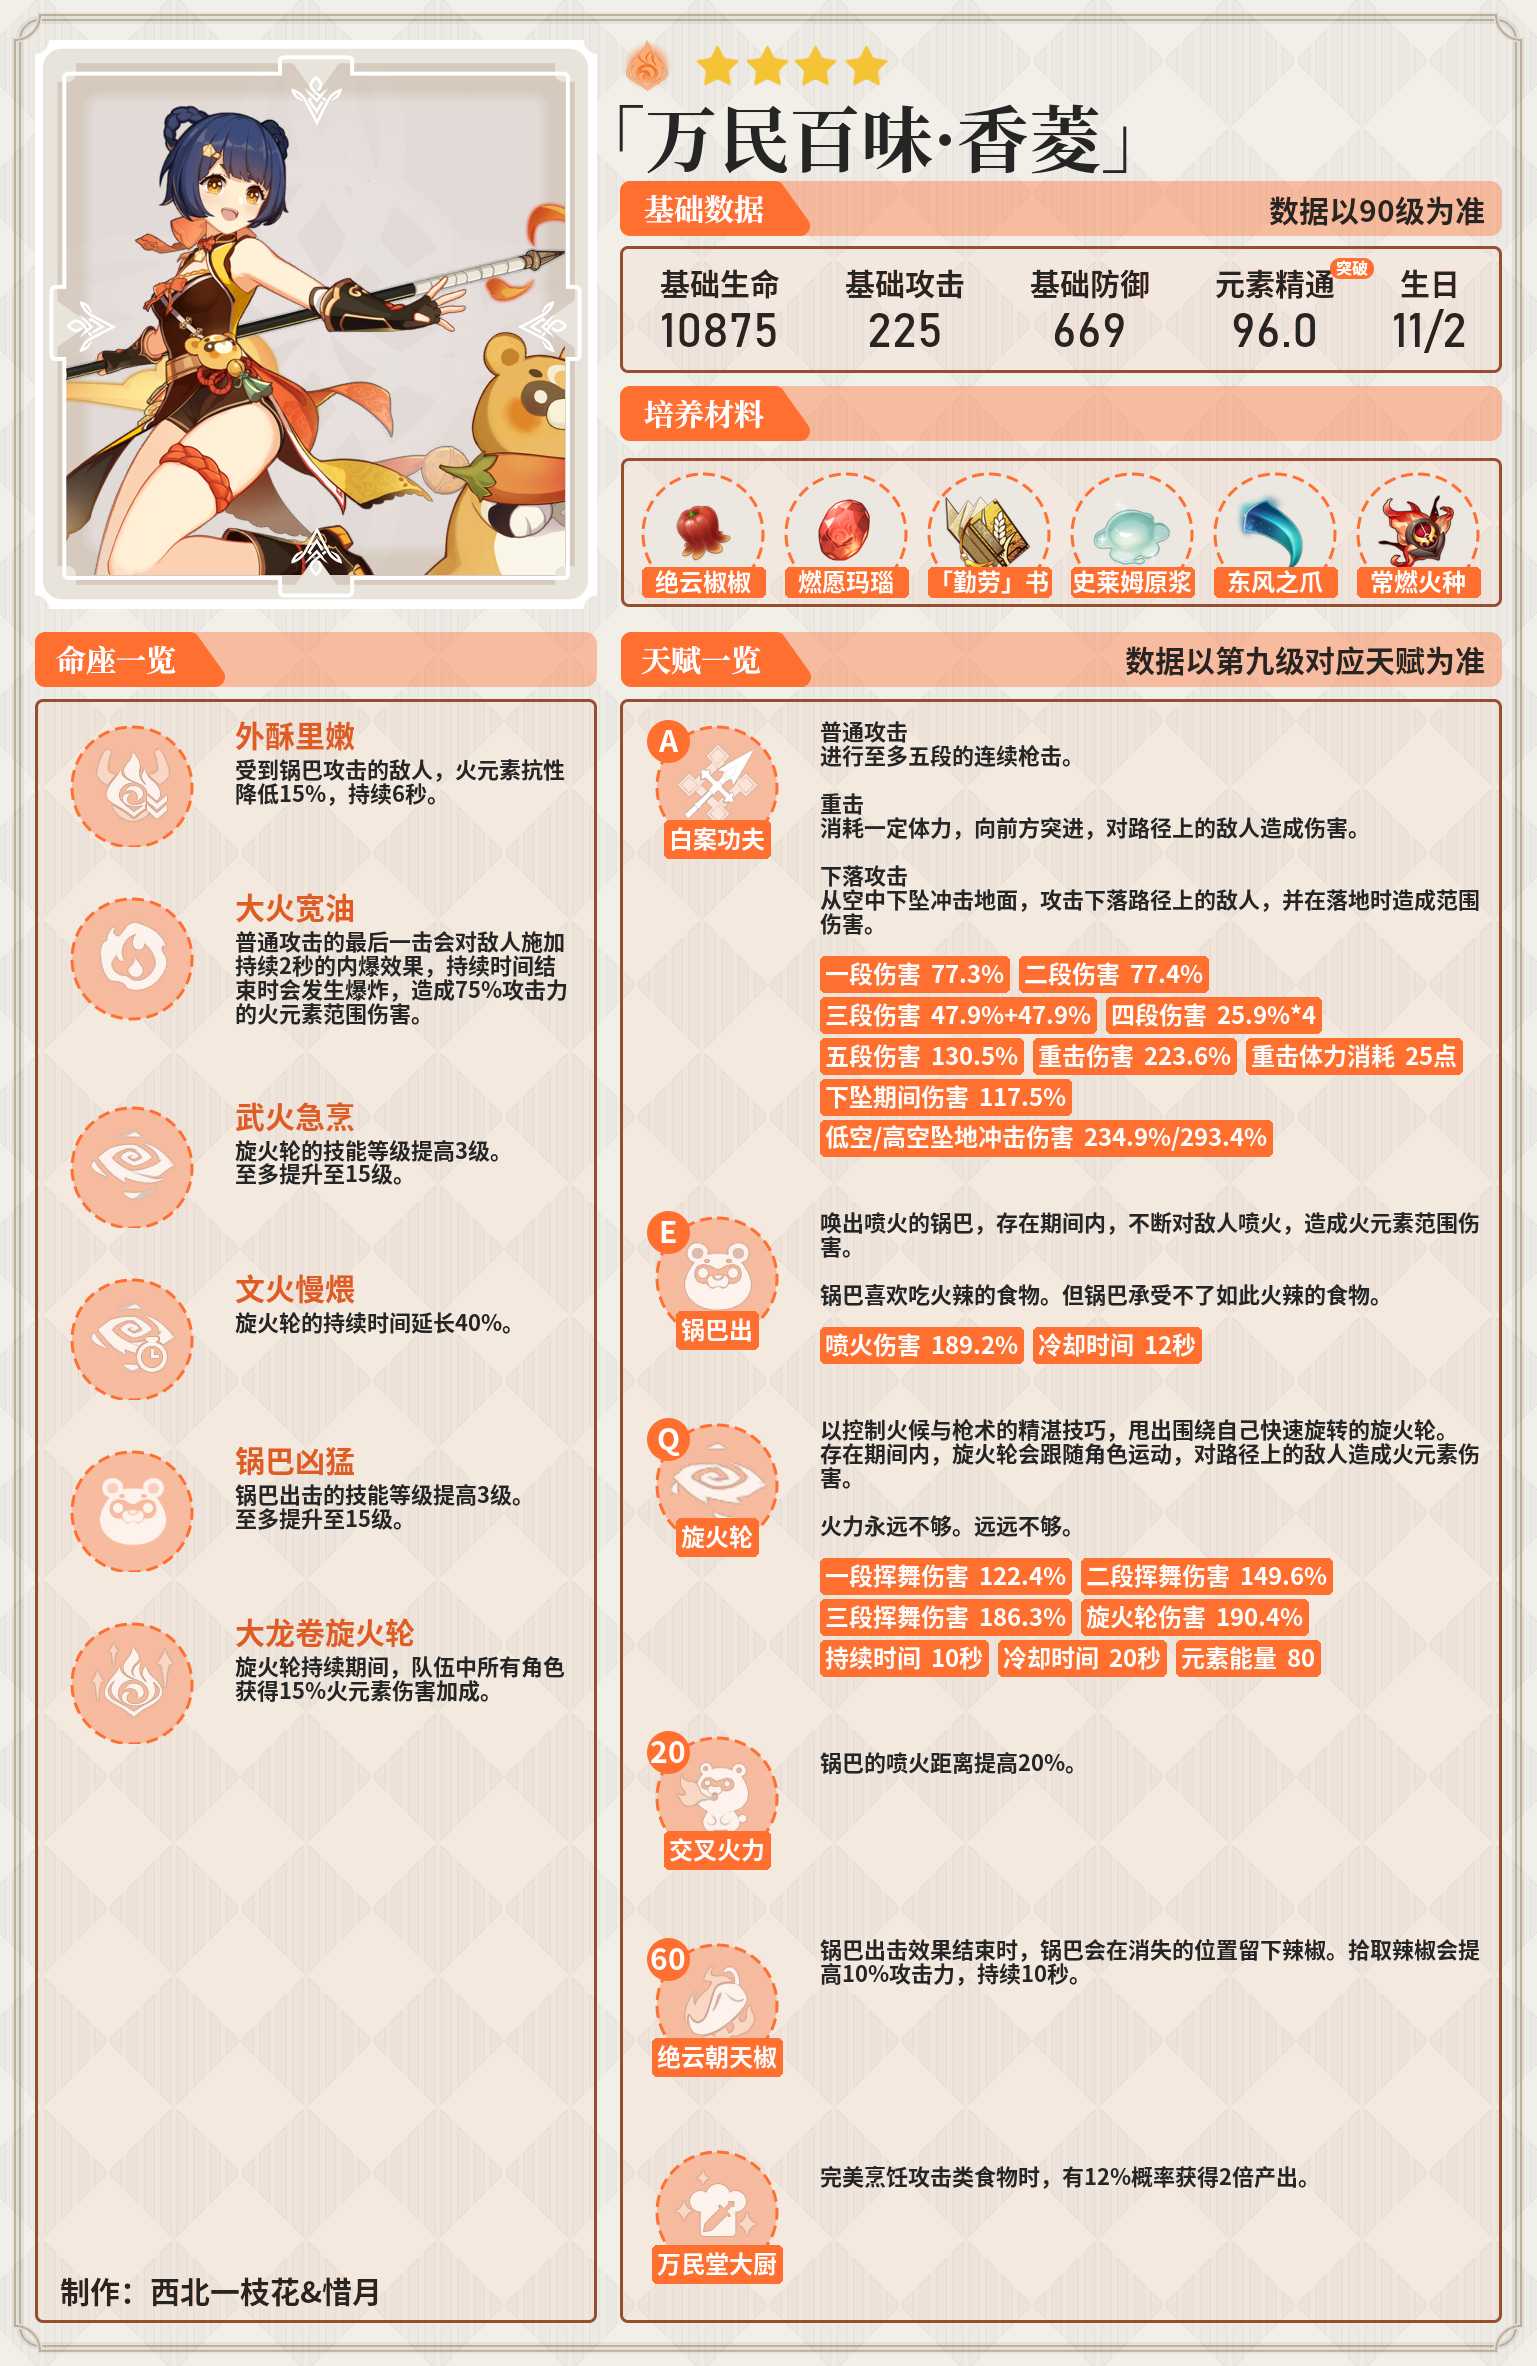 「万民百味·香菱」
基础数据
数据以90级为准
基础生命 基础攻击 基础防御 元素精通 突破 生日
10875 225 669 96.0 11/2
培养材料
绝云椒椒 燃愿玛瑙 「勤劳」书 史莱姆原浆 东风之爪 常燃火种
命座一览
外酥里嫩
受到锅巴攻击的敌人，火元素抗性
降低15%，持续6秒。
大火宽油
普通攻击的最后一击会对敌人施加
持续2秒的内爆效果，持续时间结
束时会发生爆炸，造成75%攻击力
的火元素范围伤害。
武火急烹
旋火轮的技能等级提高3级。
至多提升至15级。
文火慢煨
旋火轮的持续时间延长40%。
锅巴凶猛
锅巴出击的技能等级提高3级。
至多提升至15级。
大龙卷旋火轮
旋火轮持续期间，队伍中所有角色
获得15%火元素伤害加成。
制作：西北一枝花&惜月
天赋一览
数据以第九级对应天赋为准
A
白案功夫
普通攻击
进行至多五段的连续枪击。
重击
消耗一定体力，向前方突进，对路径上的敌人造成伤害。
下落攻击
从空中下坠冲击地面，攻击下落路径上的敌人，并在落地时造成范围
伤害。
一段伤害 77.3% 二段伤害 77.4%
三段伤害 47.9%+47.9% 四段伤害 25.9%*4
五段伤害 130.5% 重击伤害 223.6% 重击体力消耗 25点
下坠期间伤害 117.5%
低空/高空坠地冲击伤害 234.9%/293.4%
E
锅巴出
唤出喷火的锅巴，存在期间内，不断对敌人喷火，造成火元素范围伤
害。
锅巴喜欢吃火辣的食物。但锅巴承受不了如此火辣的食物。
喷火伤害 189.2% 冷却时间 12秒
Q
旋火轮
以控制火候与枪术的精湛技巧，甩出围绕自己快速旋转的旋火轮。
存在期间内，旋火轮会跟随角色运动，对路径上的敌人造成火元素伤
害。
火力永远不够。远远不够。
一段挥舞伤害 122.4% 二段挥舞伤害 149.6%
三段挥舞伤害 186.3% 旋火轮伤害 190.4%
持续时间 10秒 冷却时间 20秒 元素能量 80
20
交叉火力
锅巴的喷火距离提高20%。
60
绝云朝天椒
锅巴出击效果结束时，锅巴会在消失的位置留下辣椒。拾取辣椒会提
高10%攻击力，持续10秒。
万民堂大厨
完美烹饪攻击类食物时，有12%概率获得2倍产出。